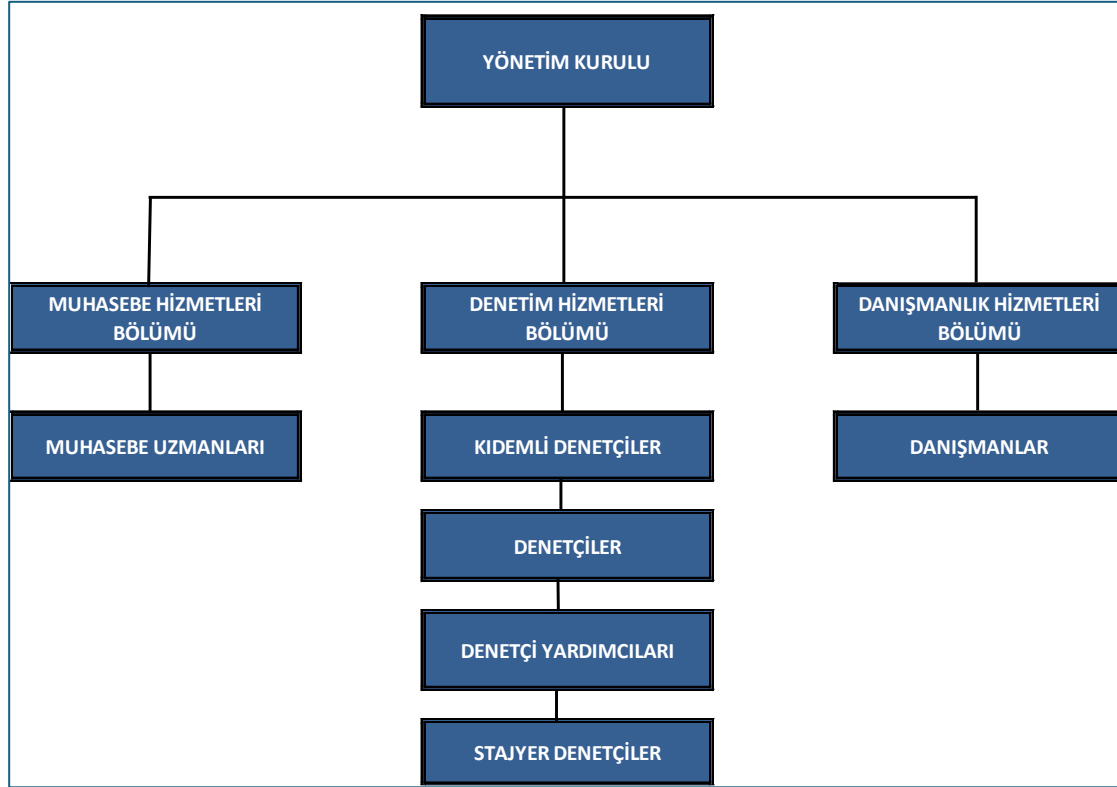 YÖNETİM KURULU
MUHASEBE HİZMETLERİ
BÖLÜMÜ
DENETİM HİZMETLERİ
BÖLÜMÜ
DANIŞMANLIK HİZMETLERİ
BÖLÜMÜ
MUHASEBE UZMANLARI
KIDEMLİ DENETÇİLER
DANIŞMANLAR
DENETÇİLER
DENETÇİ YARDIMCILARI
STAJYER DENETÇİLER